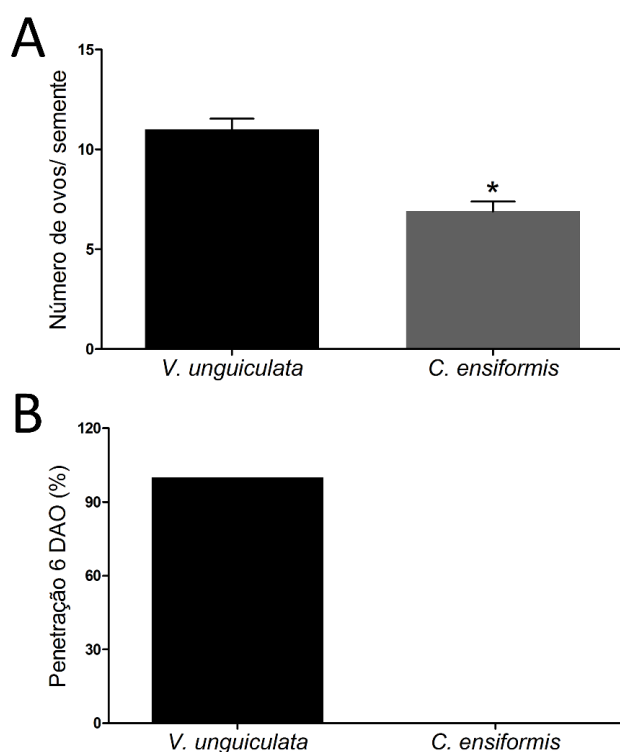 A
Número de ovos/ semente
15
10
5
0
*
V. unguiculata
C. ensiformis
B
Penetração 6 DAO (%)
120
90
60
30
0
V. unguiculata
C. ensiformis